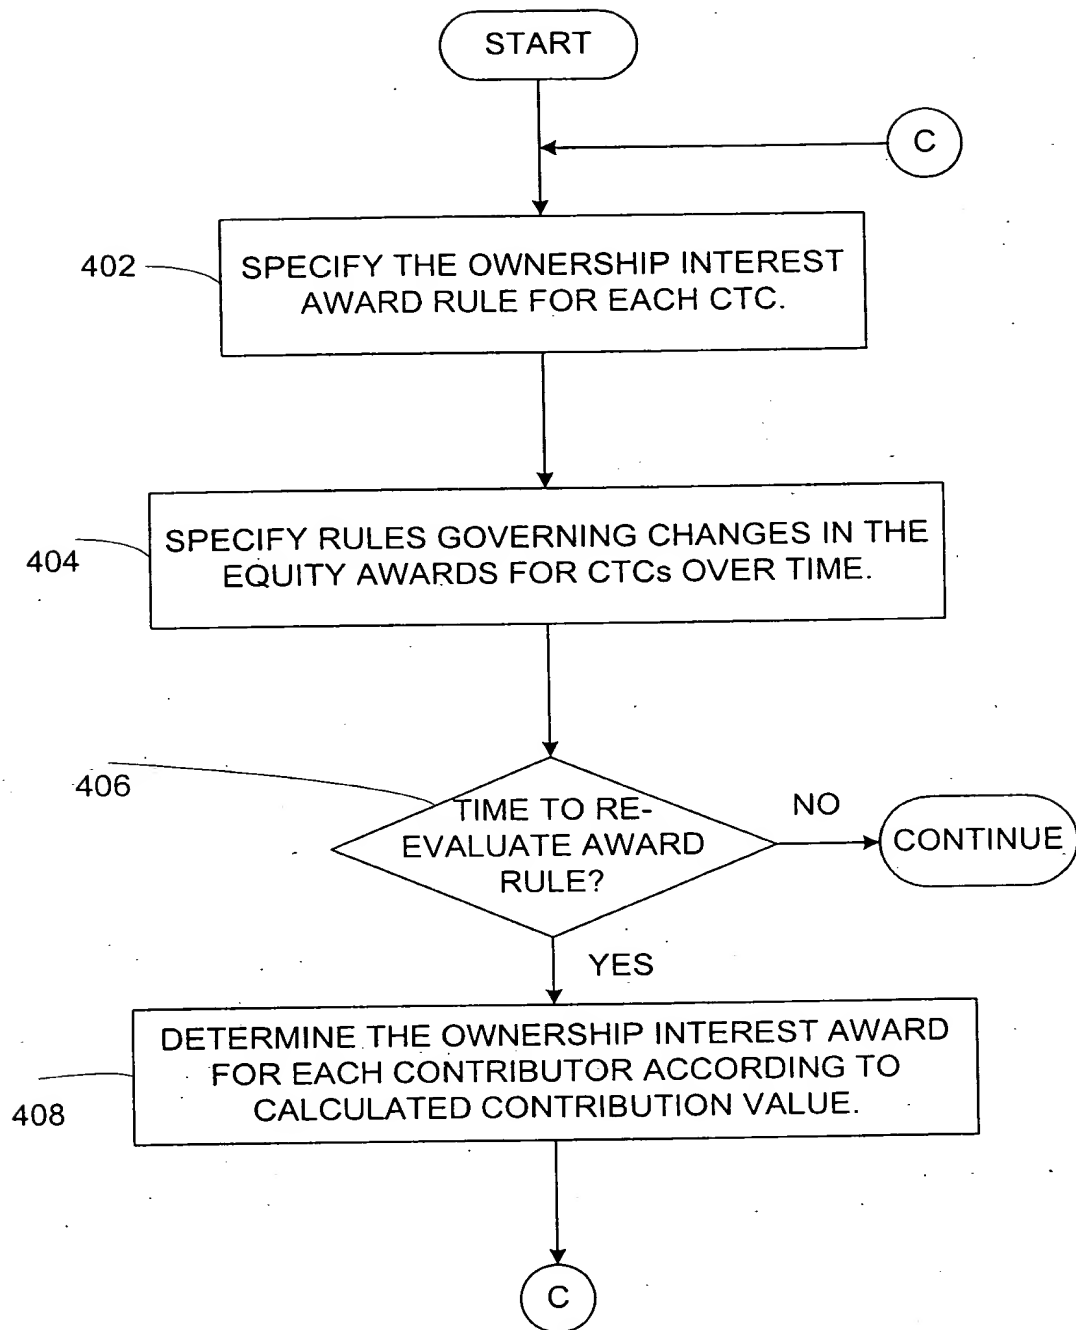 START
C
402
SPECIFY THE OWNERSHIP INTEREST
AWARD RULE FOR EACH CTC.
404
SPECIFY RULES GOVERNING CHANGES IN THE
EQUITY AWARDS FOR CTCs OVER TIME.
406
TIME TO RE-
EVALUATE AWARD
RULE?
NO
CONTINUE
YES
408
DETERMINE THE OWNERSHIP INTEREST AWARD
FOR EACH CONTRIBUTOR ACCORDING TO
CALCULATED CONTRIBUTION VALUE.
C